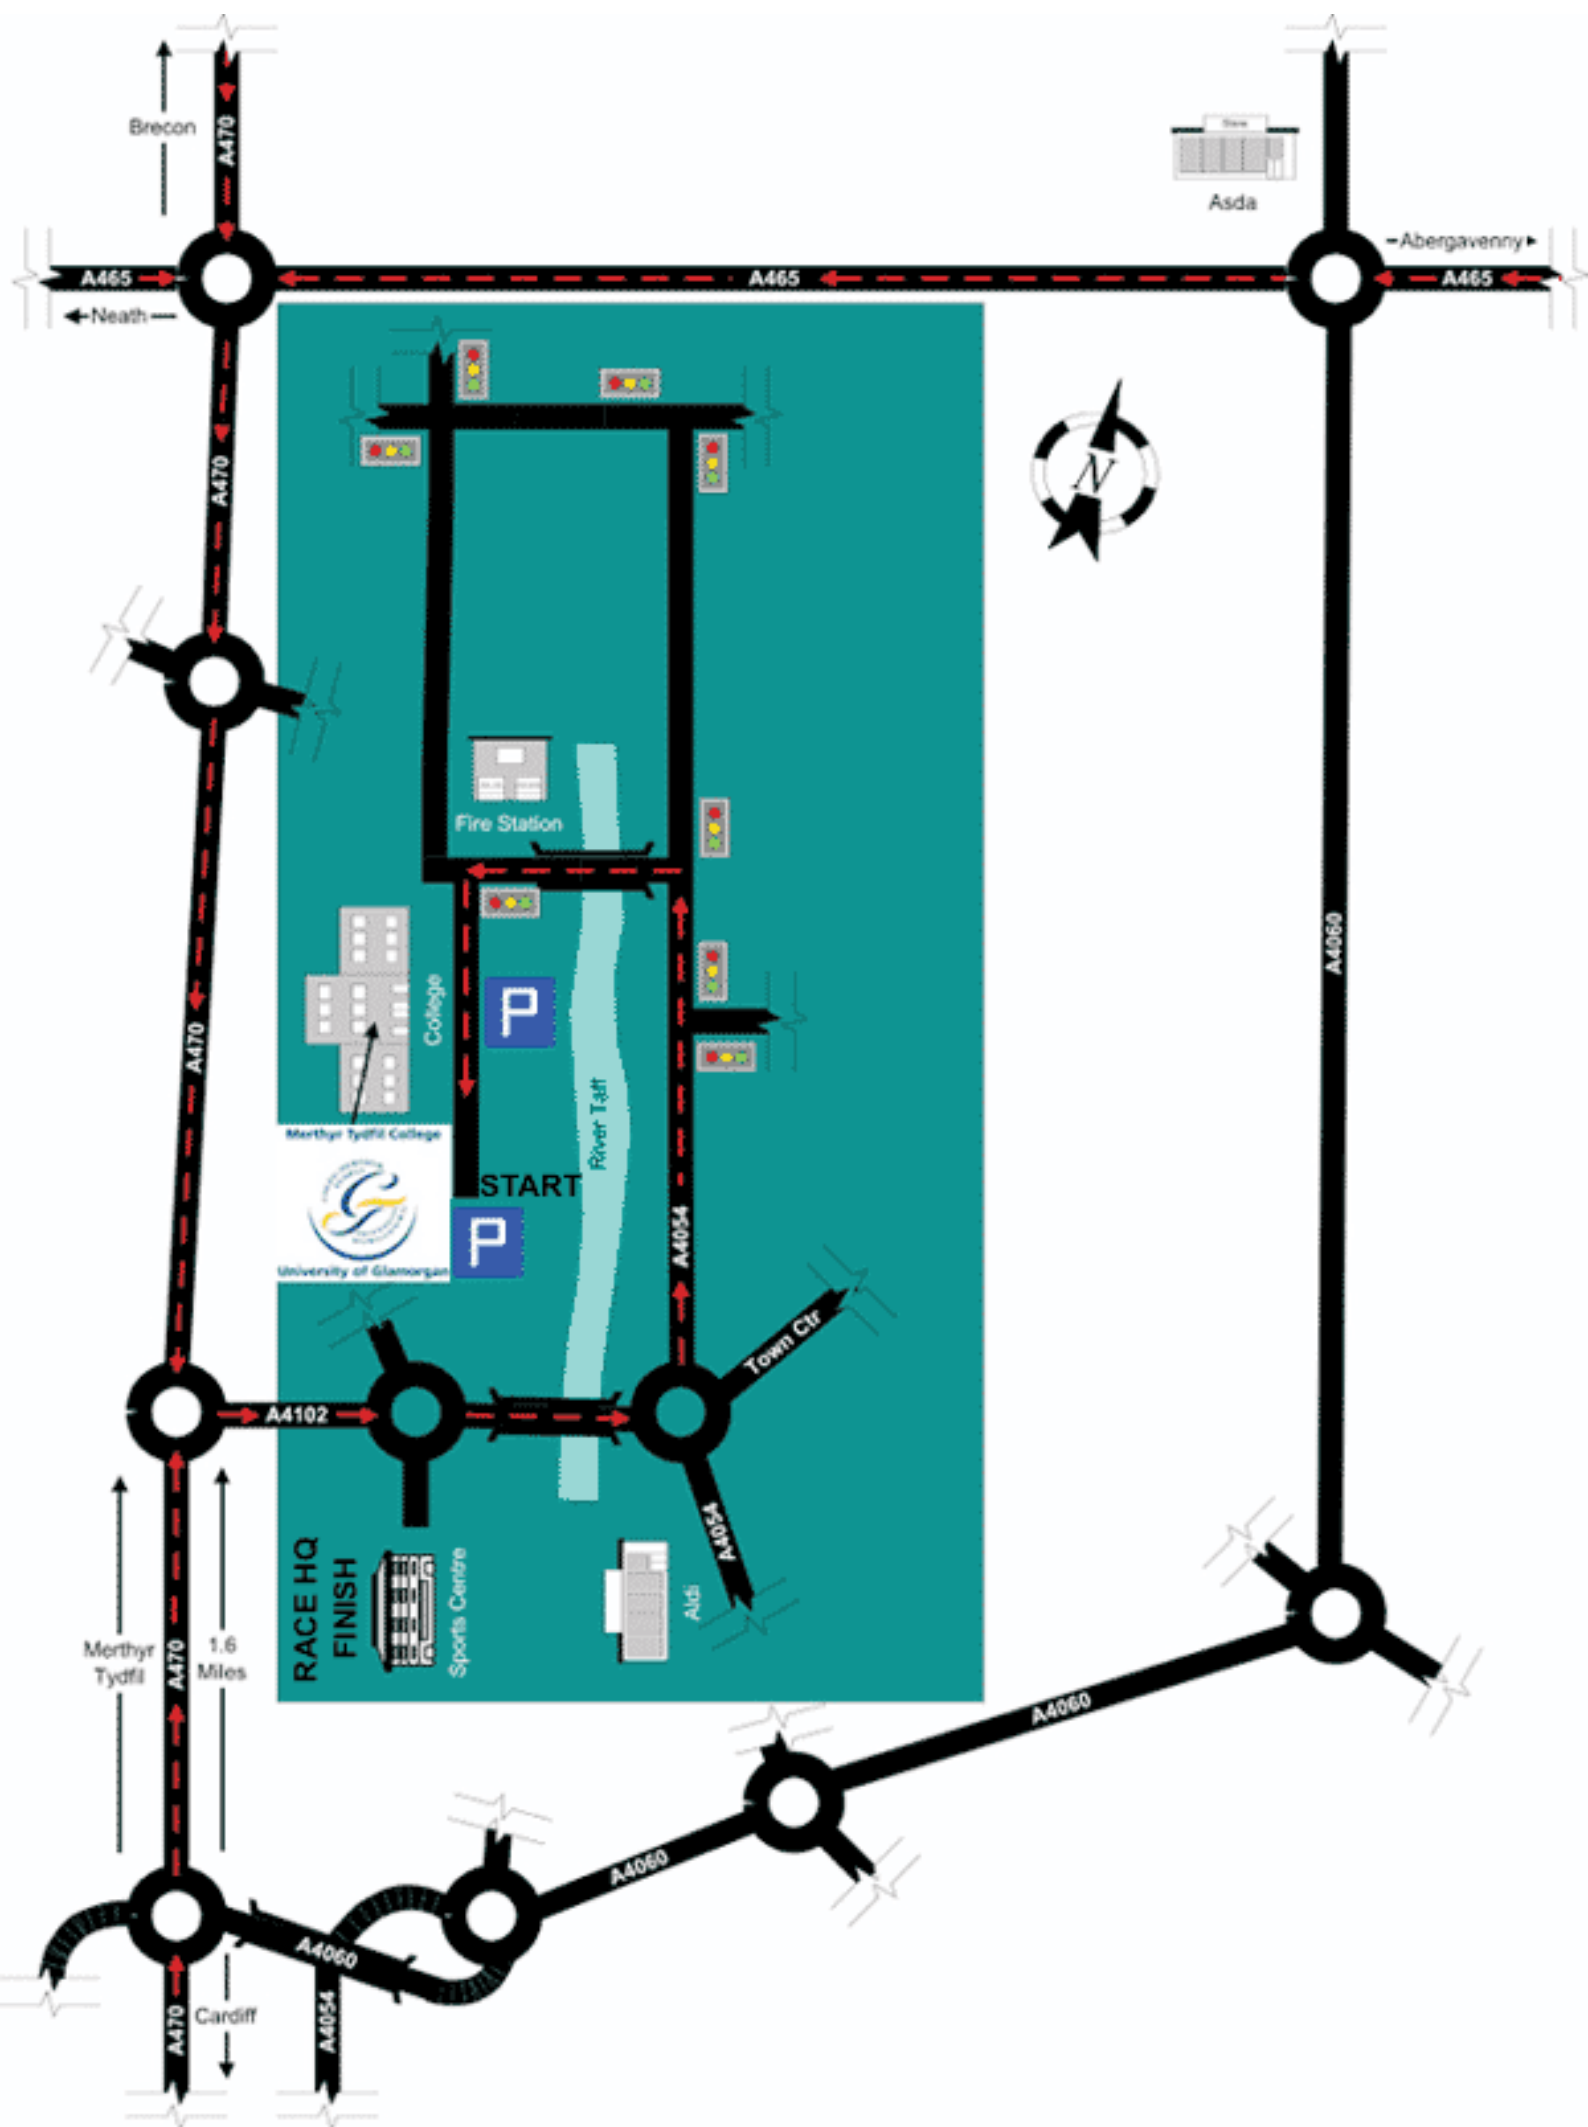 A470
Brecon
Asda
Abergavenny
A465
A465
A465
Neath
A470
N
Fire Station
A4060
College
P
A470
River Taff
Merthyr Tydfil College
START
P
A4054
University of Glamorgan
Town Ctr
A4102
A4054
RACE HQ
FINISH
Sports Centre
Aldi
Merthyr
Tydfil
A470
1.6
Miles
A4060
A4060
A4060
A470
Cardiff
A4054